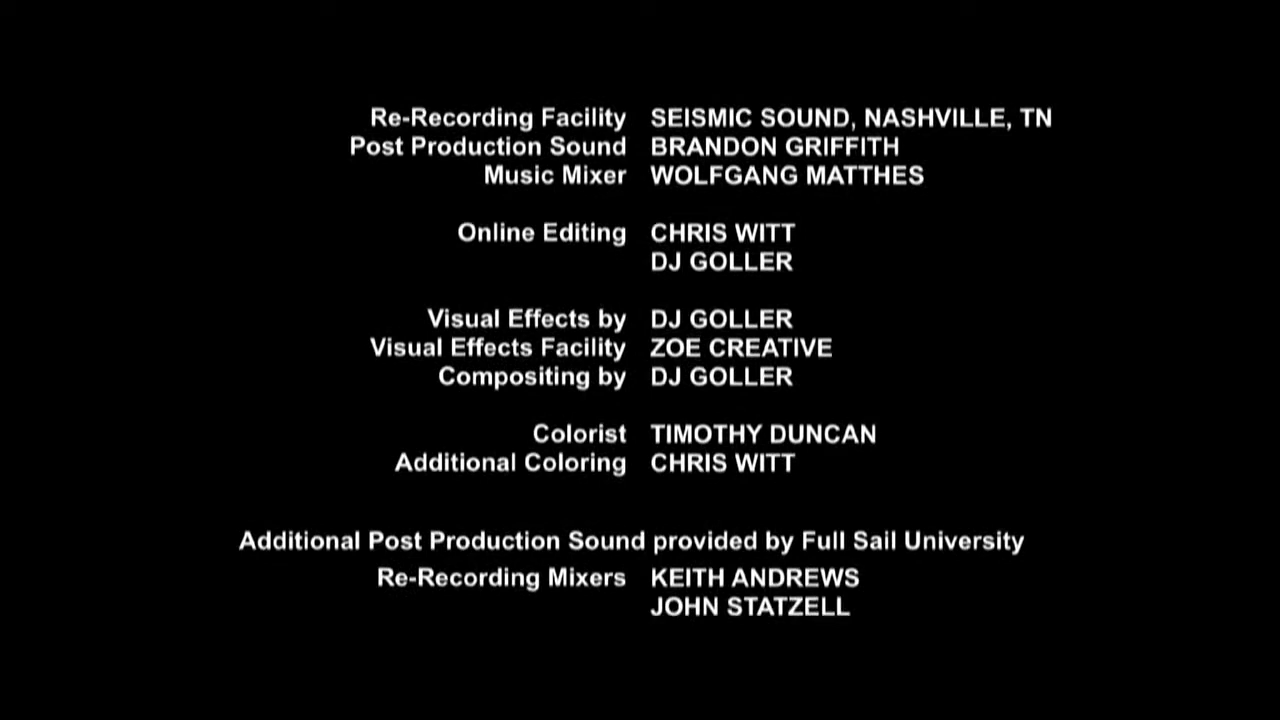 Re-Recording Facility SEISMIC SOUND, NASHVILLE, TN
Post Production Sound BRANDON GRIFFITH
Music Mixer WOLFGANG MATTHES
Online Editing CHRIS WITT
DJ GOLLER
Visual Effects by DJ GOLLER
Visual Effects Facility ZOE CREATIVE
Compositing by DJ GOLLER
Colorist TIMOTHY DUNCAN
Additional Coloring CHRIS WITT
Additional Post Production Sound provided by Full Sail University
Re-Recording Mixers KEITH ANDREWS
JOHN STATZELL